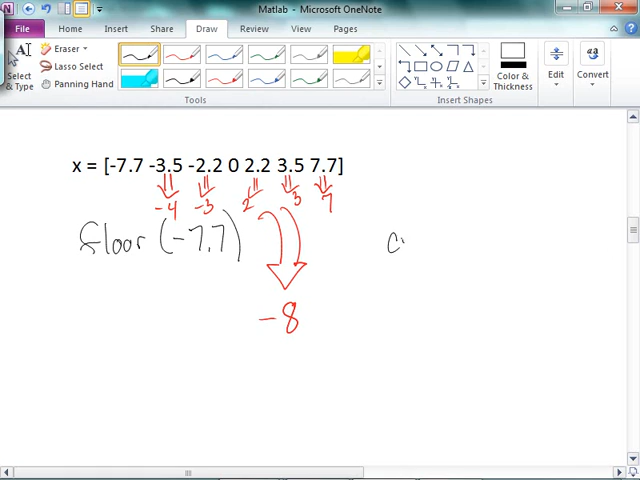 Matlab - Microsoft OneNote
File Home Insert Share Draw Review View Pages
Select & Type
Eraser
Lasso Select
Panning Hand
Color & Thickness
Edit
Convert
Tools
Insert Shapes
x = [-7.7 -3.5 -2.2 0 2.2 3.5 7.7]
-4 -3 2 3 7
floor (-7.7)
-8